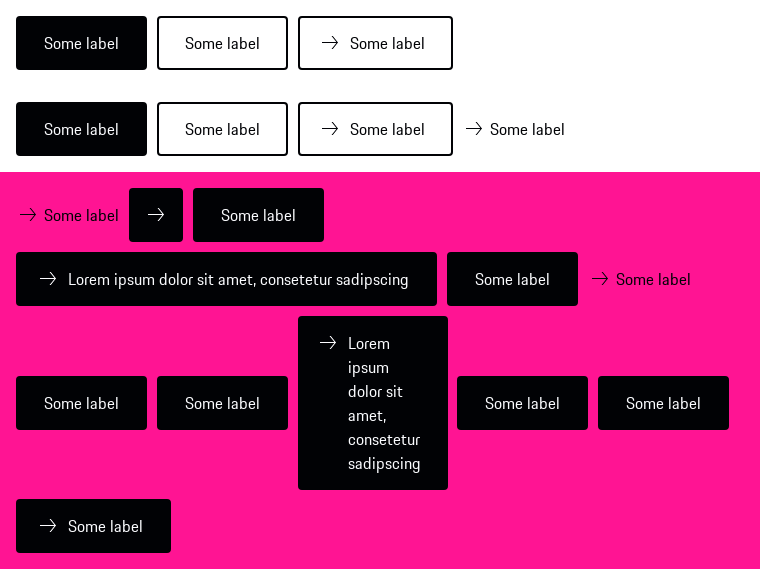 Some label Some label Some label
Some label Some label Some label Some label
Some label Some label
Lorem ipsum dolor sit amet, consetetur sadipscing Some label Some label
Some label Some label
Lorem
ipsum
dolor sit
amet,
consetetur
sadipscing
Some label Some label
Some label